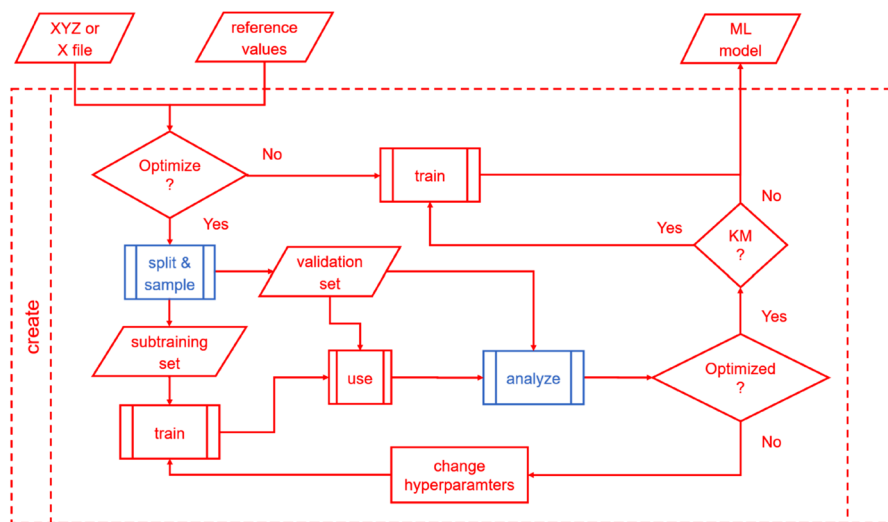 XYZ or
X file
reference
values
ML
model
Optimize
?
No
train
No
Yes
KM
?
Yes
split &
sample
validation
set
Yes
create
subtraining
set
use
analyze
Optimized
?
train
No
change
hyperparamters